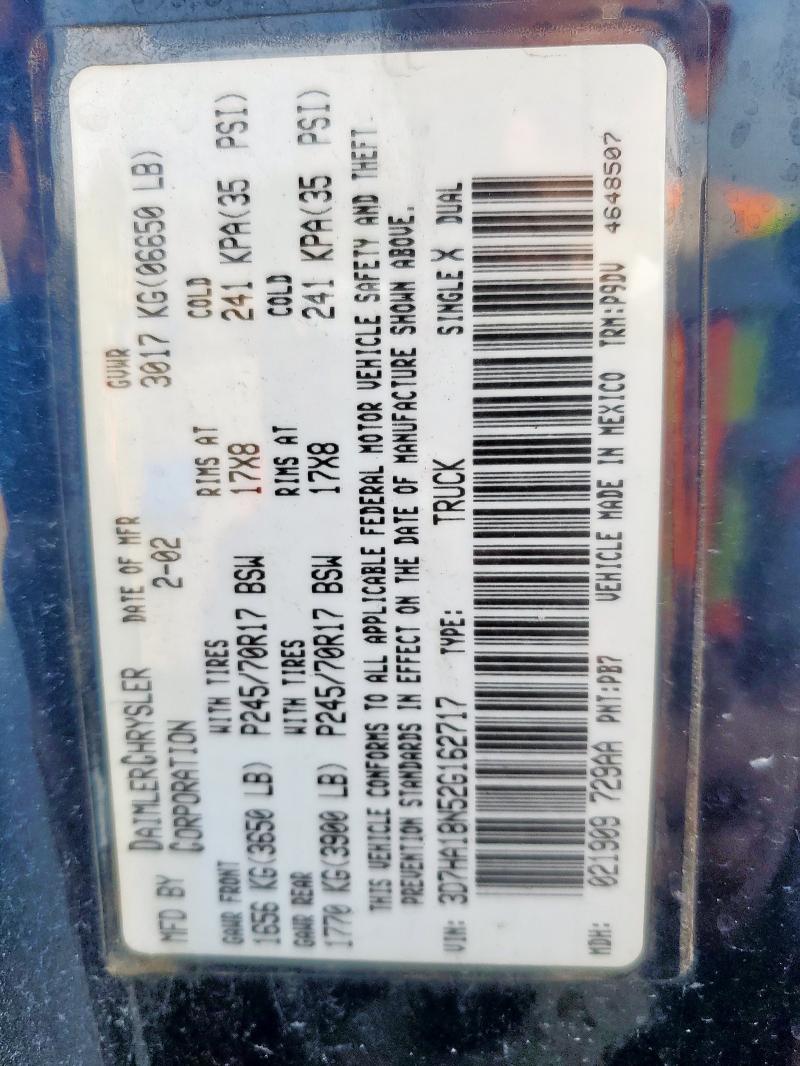 MFD BY DAIMLERCHRYSLER CORPORATION
DATE OF MFR 2-02
GVWR 3017 KG(06650 LB)
GAWR FRONT WITH TIRES RIMS AT COLD
1656 KG(3650 LB) P245/70R17 BSW 17X8 241 KPA(35 PSI)
GAWR REAR WITH TIRES RIMS AT COLD
1770 KG(3900 LB) P245/70R17 BSW 17X8 241 KPA(35 PSI)
THIS VEHICLE CONFORMS TO ALL APPLICABLE FEDERAL MOTOR VEHICLE SAFETY AND THEFT
PREVENTION STANDARDS IN EFFECT ON THE DATE OF MANUFACTURE SHOWN ABOVE.
VIN: 3D7HA18N52G162717 TYPE: TRUCK SINGLE X DUAL
MDH: 021909 729AA PNT:PB7 VEHICLE MADE IN MEXICO TRM:P9DV 4648507